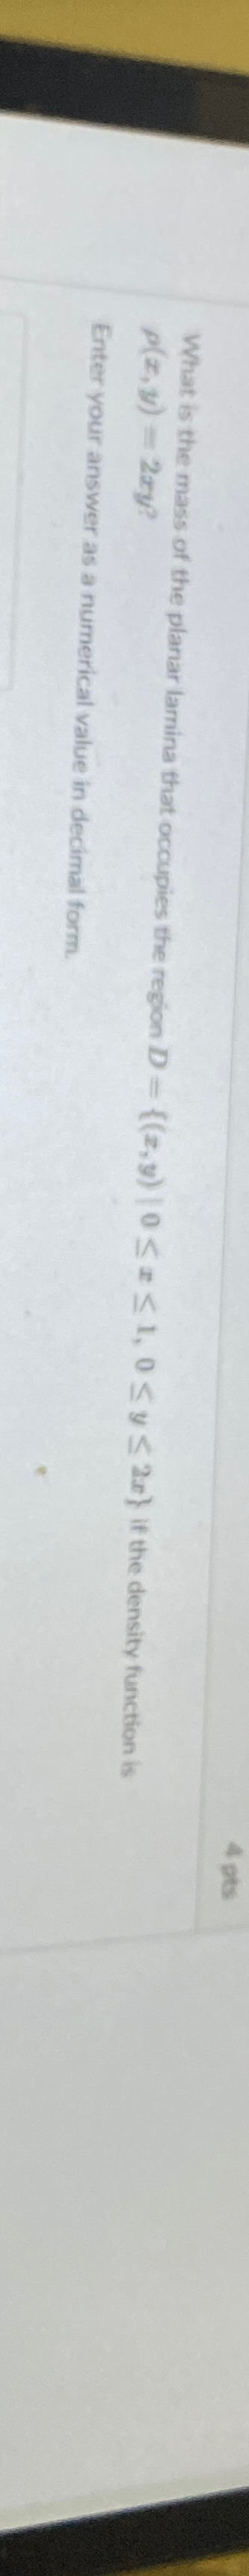 4 pts
What is the mass of the planar lamina that occupies the region D = {(x, y) | 0 ≤ x ≤ 1, 0 ≤ y ≤ 2x} if the density function is
ρ(x, y) = 2xy?
Enter your answer as a numerical value in decimal form.